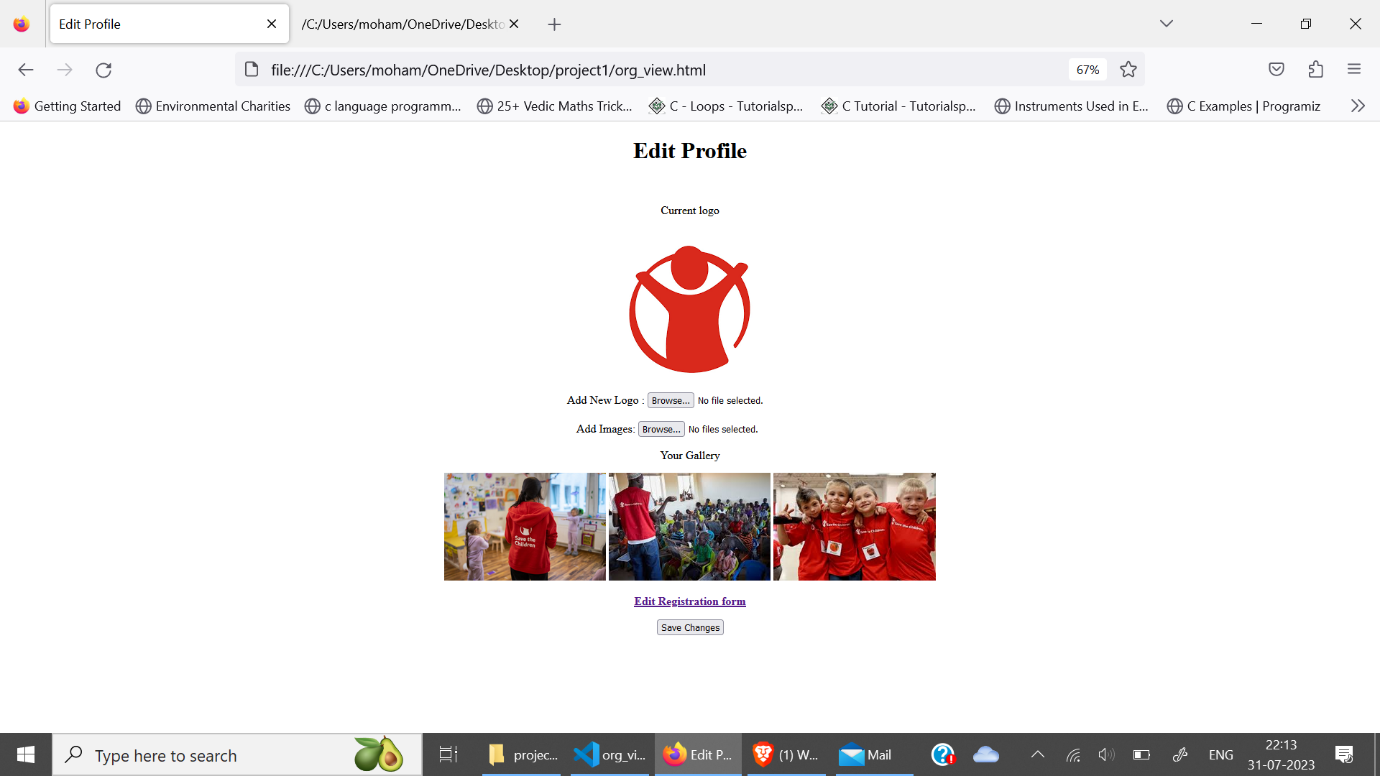 Edit Profile
/C:/Users/moham/OneDrive/Deskto
file:///C:/Users/moham/OneDrive/Desktop/project1/org_view.html
67%
Getting Started
Environmental Charities
c language programm...
25+ Vedic Maths Trick...
C - Loops - Tutorialsp...
C Tutorial - Tutorialsp...
Instruments Used in E...
C Examples | Programiz
Edit Profile
Current logo
Add New Logo : Browse... No file selected.
Add Images: Browse... No files selected.
Your Gallery
Save the
Children
Edit Registration form
Save Changes
Type here to search
projec...
org_vi...
Edit P...
(1) W...
Mail
ENG
22:13
31-07-2023